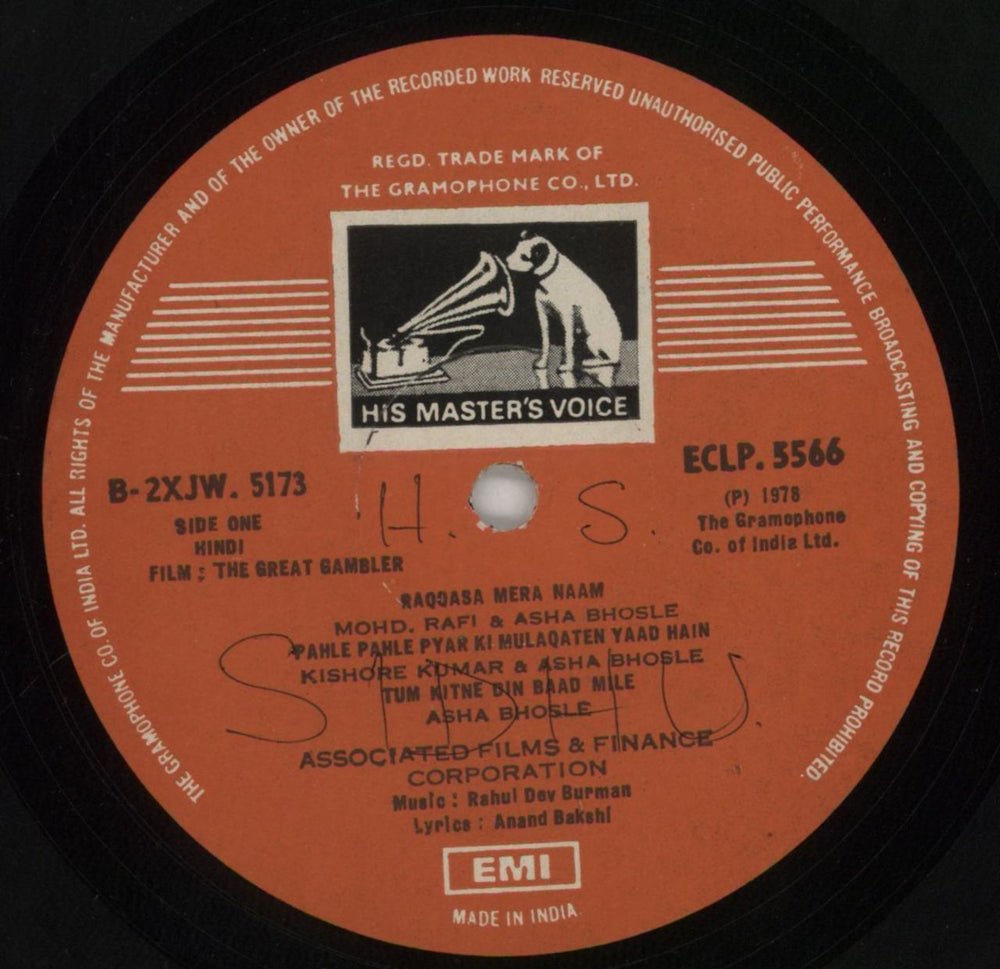 THE GRAMOPHONE CO. OF INDIA LTD. ALL RIGHTS OF THE MANUFACTURER AND OF THE OWNER OF THE RECORDED WORK RESERVED UNAUTHORISED PUBLIC PERFORMANCE BROADCASTING AND COPYING OF THIS RECORD PROHIBITED
REGD. TRADE MARK OF
THE GRAMOPHONE CO., LTD.
HIS MASTER'S VOICE
B-2XJW. 5173
SIDE ONE
HINDI
FILM : THE GREAT GAMBLER
ECLP. 5566
(P) 1978
The Gramophone
Co. of India Ltd.
H. S.
RAQQASA MERA NAAM
MOHD. RAFI & ASHA BHOSLE
PAHLE PAHLE PYAR KI MULAQATEN YAAD HAIN
KISHORE KUMAR & ASHA BHOSLE
TUM KITNE DIN BAAD MILE
ASHA BHOSLE
SIDHU.
ASSOCIATED FILMS & FINANCE
CORPORATION
Music : Rahul Dev Burman
Lyrics : Anand Bakshi
EMI
MADE IN INDIA